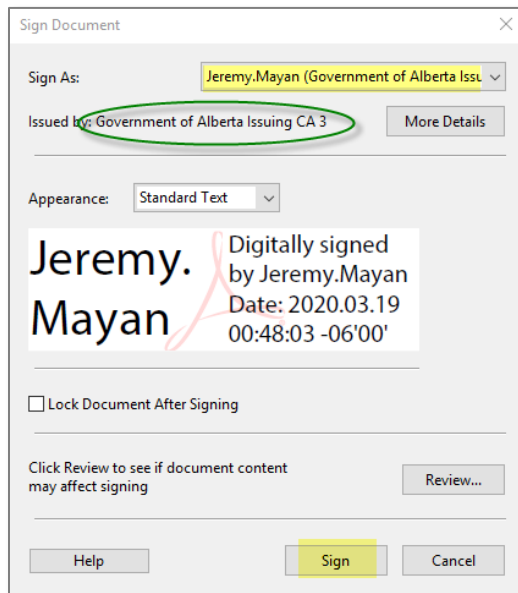 Sign Document
Sign As: Jeremy.Mayan (Government of Alberta Issu
Issued by: Government of Alberta Issuing CA 3 More Details
Appearance: Standard Text
Jeremy.
Mayan
Digitally signed
by Jeremy.Mayan
Date: 2020.03.19
00:48:03 -06'00'
Lock Document After Signing
Click Review to see if document content
may affect signing
Review...
Help Sign Cancel